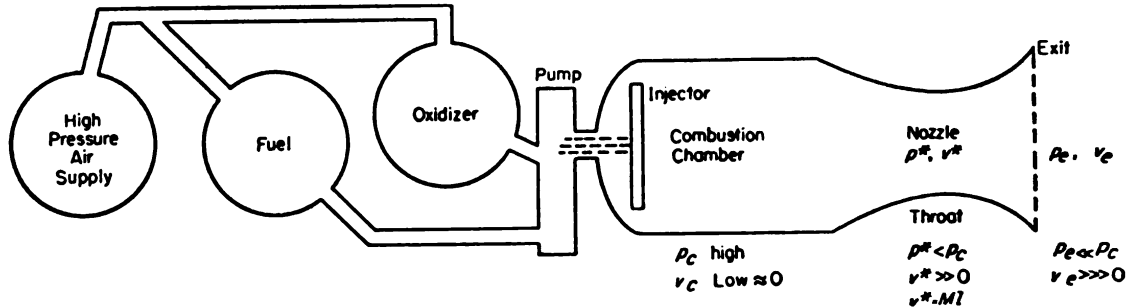 High
Pressure
Air
Supply
Fuel
Oxidizer
Pump
Injector
Combustion
Chamber
Nozzle
p*, v*
Exit
pe, ve
Throat
pc high
vc Low ≈ 0
p* < pc
v* >> 0
v* - M1
pe << pc
ve >>> 0